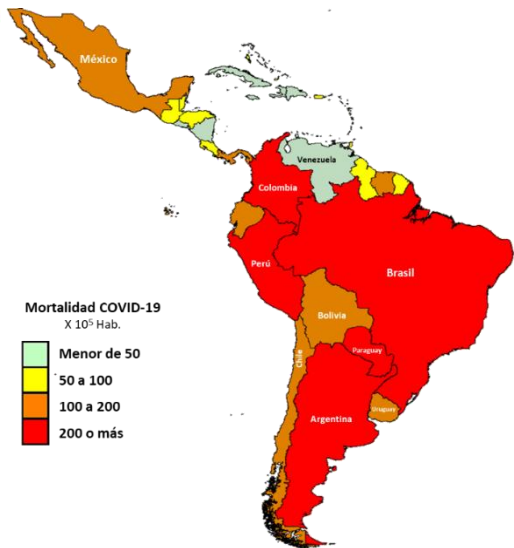 México
Venezuela
Colombia
Perú
Brasil
Bolivia
Paraguay
Chile
Argentina
Uruguay
Mortalidad COVID-19
X 10⁵ Hab.
Menor de 50
50 a 100
100 a 200
200 o más